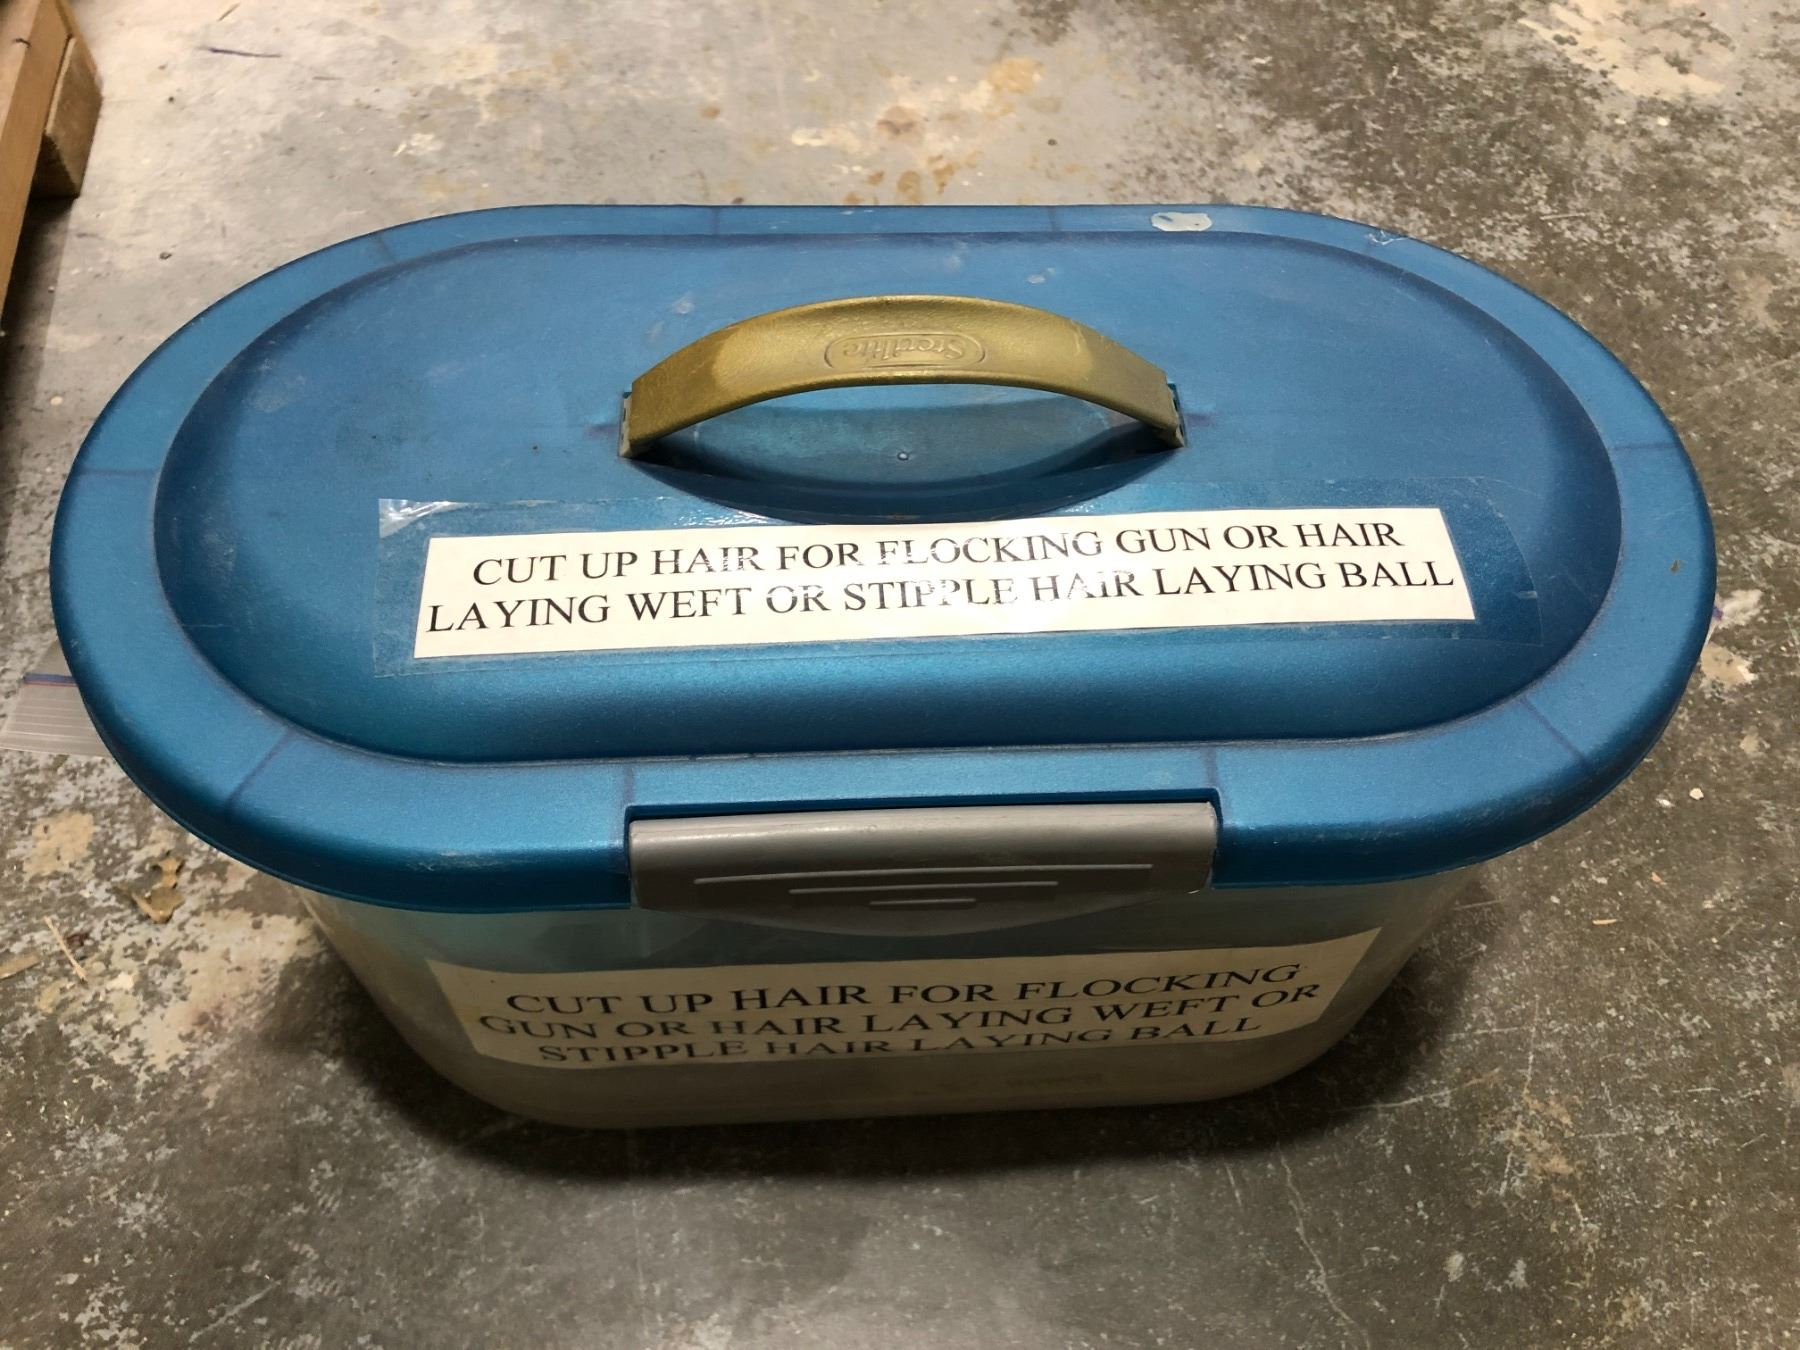 Sterilite
CUT UP HAIR FOR FLOCKING GUN OR HAIR
LAYING WEFT OR STIPPLE HAIR LAYING BALL
CUT UP HAIR FOR FLOCKING
GUN OR HAIR LAYING WEFT OR
STIPPLE HAIR LAYING BALL